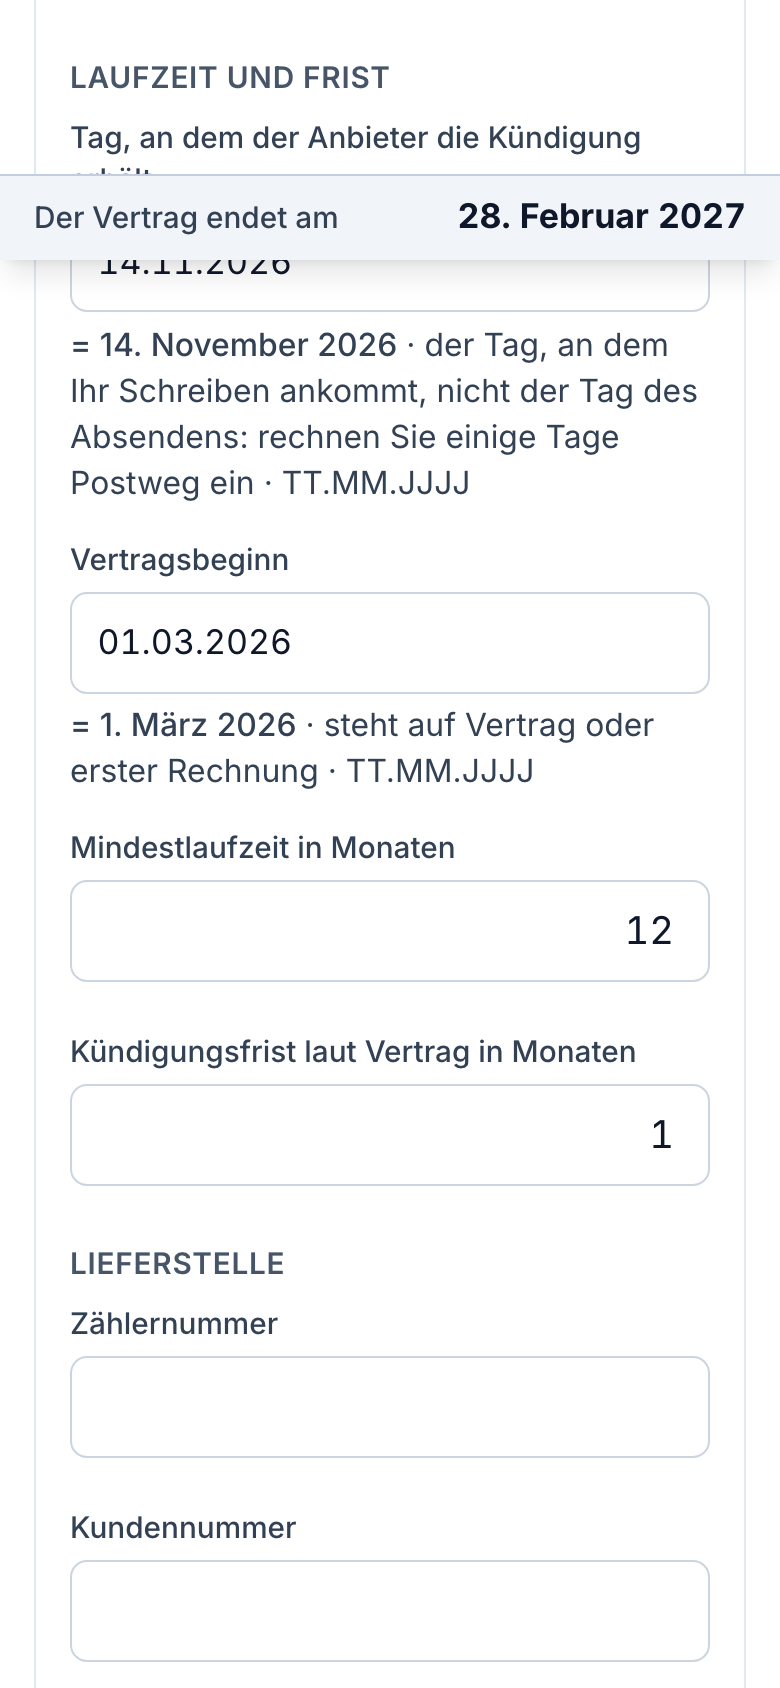 LAUFZEIT UND FRIST
Tag, an dem der Anbieter die Kündigung
Der Vertrag endet am 28. Februar 2027
14.11.2026
= 14. November 2026 · der Tag, an dem
Ihr Schreiben ankommt, nicht der Tag des
Absendens: rechnen Sie einige Tage
Postweg ein · TT.MM.JJJJ
Vertragsbeginn
01.03.2026
= 1. März 2026 · steht auf Vertrag oder
erster Rechnung · TT.MM.JJJJ
Mindestlaufzeit in Monaten
12
Kündigungsfrist laut Vertrag in Monaten
1
LIEFERSTELLE
Zählernummer
Kundennummer